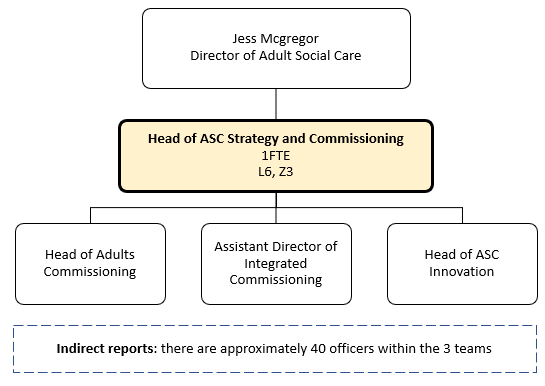 Jess Mcgregor
Director of Adult Social Care
Head of ASC Strategy and Commissioning
1FTE
L6, Z3
Head of Adults
Commissioning
Assistant Director of
Integrated
Commissioning
Head of ASC
Innovation
Indirect reports: there are approximately 40 officers within the 3 teams